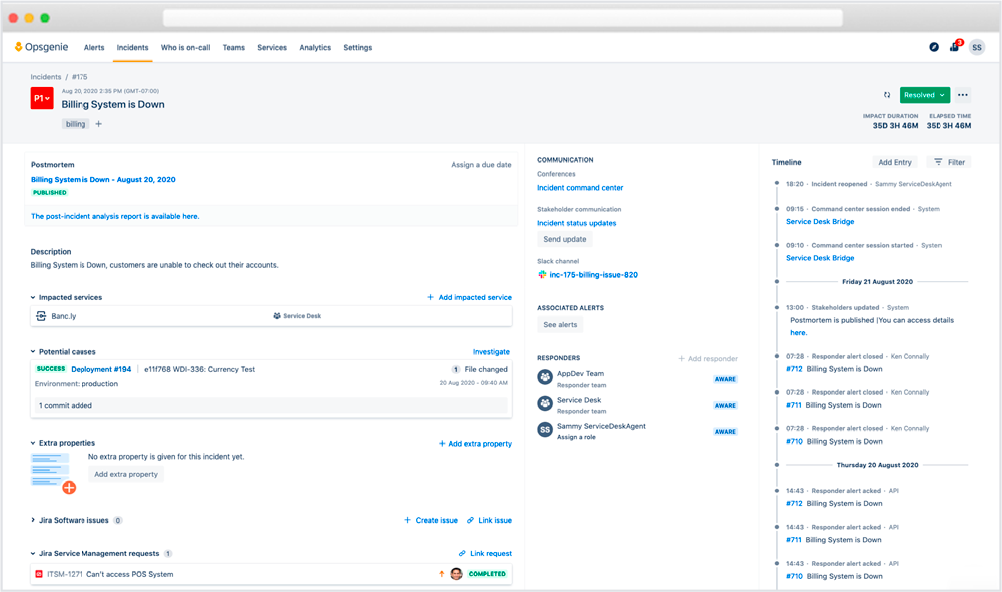 Opsgenie Alerts Incidents Who is on-call Teams Services Analytics Settings 3 SS
Incidents / #175
P1
Aug 20, 2020 2:35 PM (GMT-07:00)
Billing System is Down
billing +
Resolved
IMPACT DURATION ELAPSED TIME
35D 3H 46M 35D 3H 46M
Postmortem Assign a due date
Billing System is Down - August 20, 2020
PUBLISHED
The post-incident analysis report is available here.
Description
Billing System is Down, customers are unable to check out their accounts.
Impacted services + Add impacted service
Banc.ly Service Desk
Potential causes Investigate
SUCCESS Deployment #194 e11f768 WDI-336: Currency Test 1 File changed
Environment: production 20 Aug 2020 - 09:40 AM
1 commit added
Extra properties + Add extra property
No extra property is given for this incident yet.
Add extra property
Jira Software issues 0 + Create issue Link issue
Jira Service Management requests 1 Link request
ITSM-1271 Can't access POS System COMPLETED
COMMUNICATION
Conferences
Incident command center
Stakeholder communication
Incident status updates
Send update
Slack channel
inc-175-billing-issue-820
ASSOCIATED ALERTS
See alerts
RESPONDERS + Add responder
AppDev Team
Responder team
AWARE
Service Desk
Responder team
AWARE
SS
Sammy ServiceDeskAgent
Assign a role
AWARE
Timeline Add Entry Filter
18:20 · Incident reopened · Sammy ServiceDeskAgent
09:15 · Command center session ended · System
Service Desk Bridge
09:10 · Command center session started · System
Service Desk Bridge
Friday 21 August 2020
13:00 · Stakeholders updated · System
Postmortem is published |You can access details
here.
07:28 · Responder alert closed · Ken Connally
#712 Billing System is Down
07:28 · Responder alert closed · Ken Connally
#711 Billing System is Down
07:28 · Responder alert closed · Ken Connally
#710 Billing System is Down
Thursday 20 August 2020
14:43 · Responder alert acked · API
#712 Billing System is Down
14:43 · Responder alert acked · API
#711 Billing System is Down
14:43 · Responder alert acked · API
#710 Billing System is Down